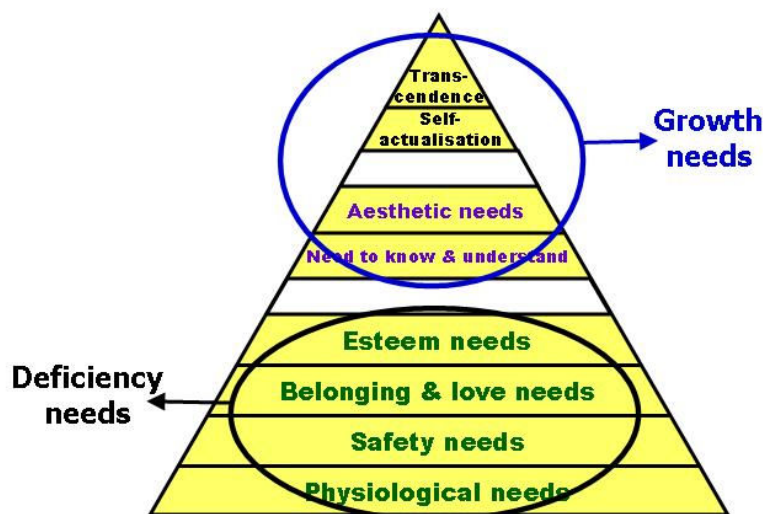 Trans-
cendence
Self-
actualisation
Growth
needs
Aesthetic needs
Need to know & understand
Esteem needs
Deficiency
needs
Belonging & love needs
Safety needs
Physiological needs